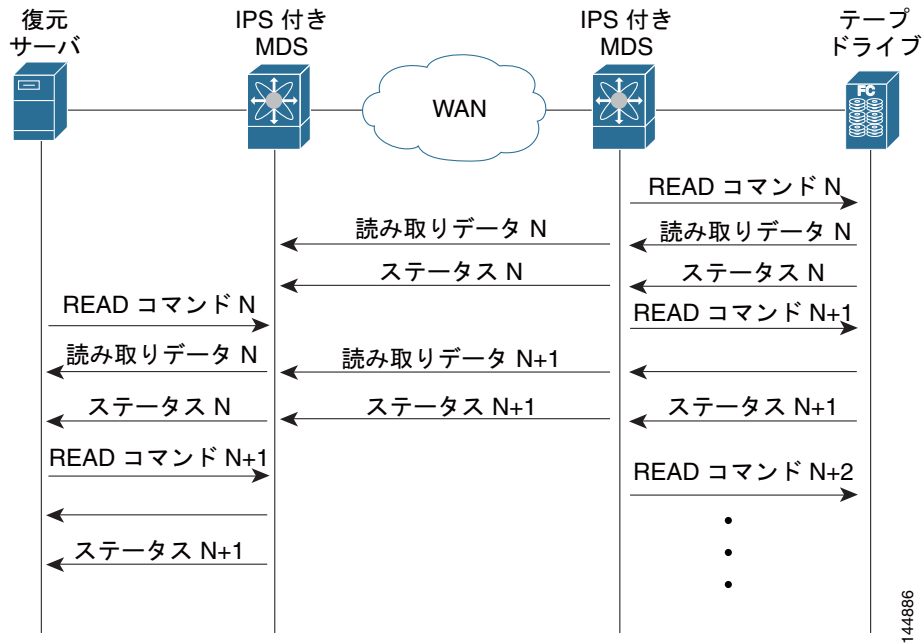 復元
サーバ
IPS 付き
MDS
IPS 付き
MDS
テープ
ドライブ
WAN
FC
READ コマンド N
読み取りデータ N
読み取りデータ N
ステータス N
ステータス N
READ コマンド N
READ コマンド N+1
読み取りデータ N
読み取りデータ N+1
ステータス N
ステータス N+1
ステータス N+1
READ コマンド N+1
READ コマンド N+2
ステータス N+1
144886